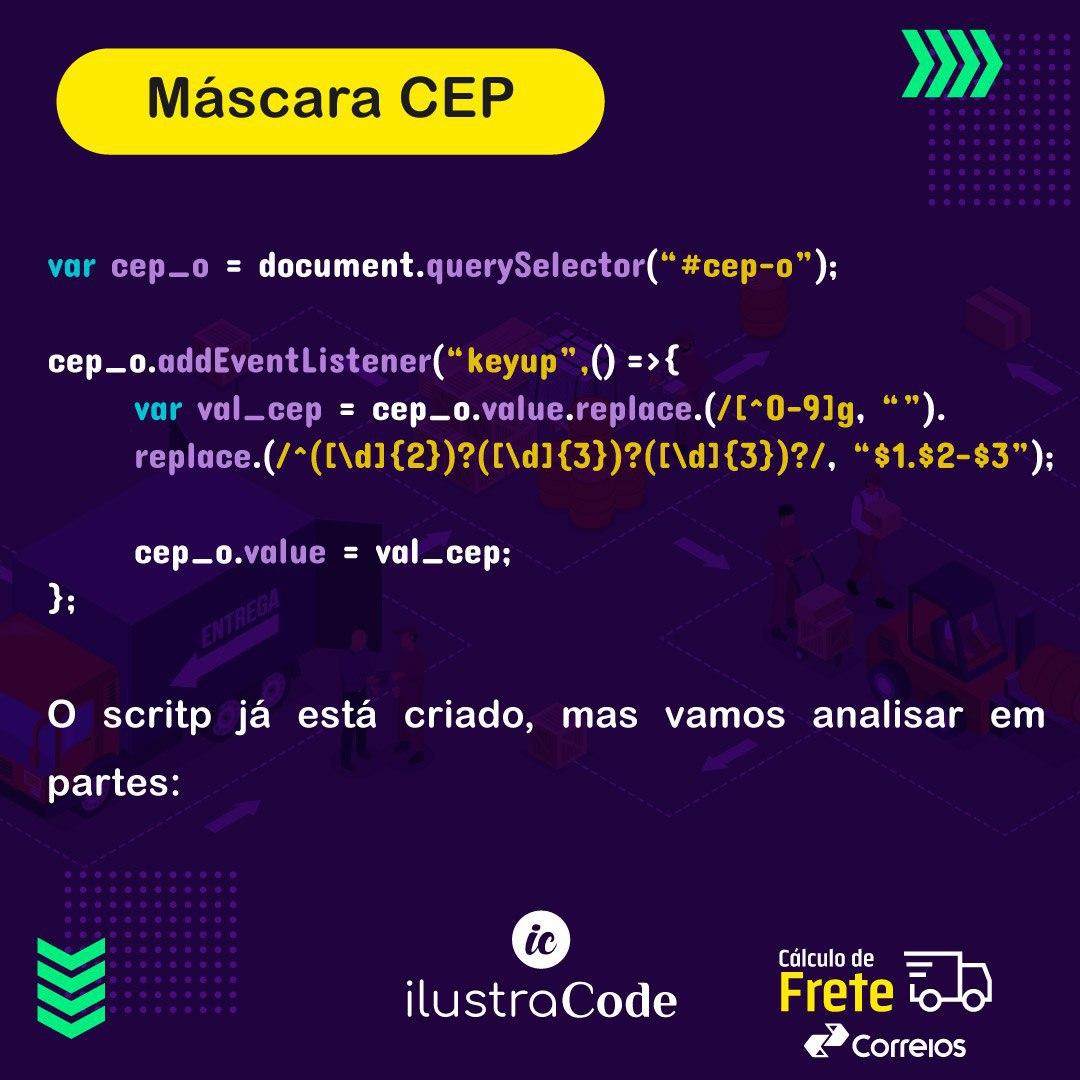 Máscara CEP
var cep_o = document.querySelector(“#cep-o”);
cep_o.addEventListener(“keyup”,() =>{
var val_cep = cep_o.value.replace.(/[^0-9]g, “”).
replace.(/^([\d]{2})?([\d]{3})?([\d]{3})?/, “$1.$2-$3”);
cep_o.value = val_cep;
};
ENTREGA
O scritp já está criado, mas vamos analisar em
partes:
ic
ilustraCode
Cálculo de
Frete
Correios